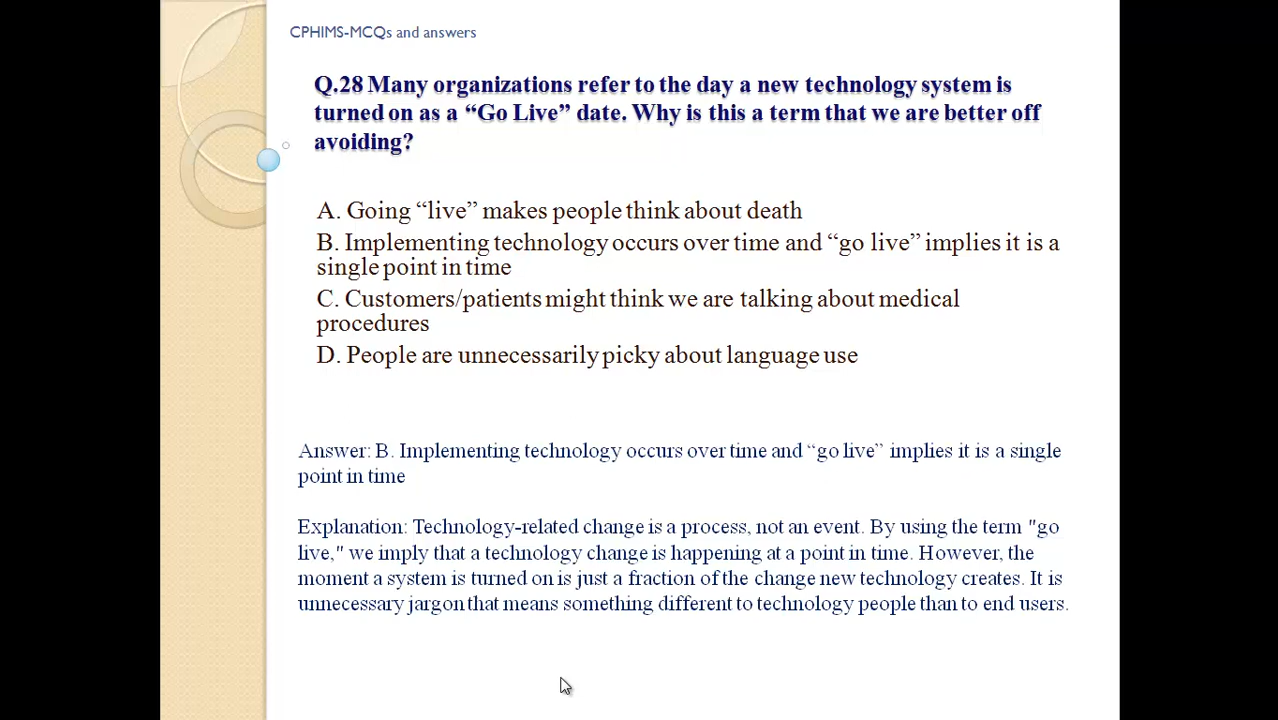 CPHIMS-MCQs and answers
Q.28 Many organizations refer to the day a new technology system is
turned on as a “Go Live” date. Why is this a term that we are better off
avoiding?
A. Going “live” makes people think about death
B. Implementing technology occurs over time and “go live” implies it is a
single point in time
C. Customers/patients might think we are talking about medical
procedures
D. People are unnecessarily picky about language use
Answer: B. Implementing technology occurs over time and “go live” implies it is a single
point in time
Explanation: Technology-related change is a process, not an event. By using the term "go
live," we imply that a technology change is happening at a point in time. However, the
moment a system is turned on is just a fraction of the change new technology creates. It is
unnecessary jargon that means something different to technology people than to end users.